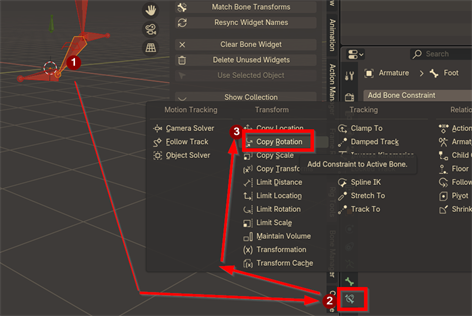 Match Bone Transforms
Resync Widget Names
Clear Bone Widget
Delete Unused Widgets
Use Selected Object
Show Collection
Animation
Action Man
Search
Armature
Foot
Add Bone Constraint
1
Motion Tracking
Camera Solver
Follow Track
Object Solver
Transform
Copy Location
3
Copy Rotation
Copy Scale
Copy Transfo
Limit Distance
Limit Location
Limit Rotation
Limit Scale
Maintain Volume
Transformation
Transform Cache
Tracking
Clamp To
Damped Track
Add Constraint to Active Bone.
Spline IK
Stretch To
Track To
Relation
Action
Armat
Child
Floor
Follow
Pivot
Shrin
2